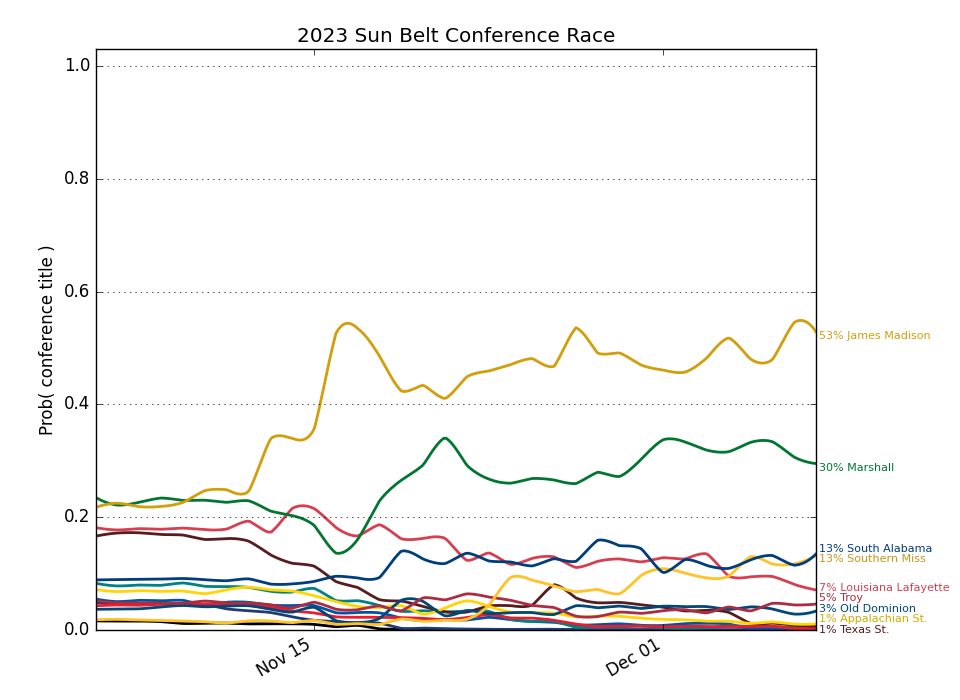 2023 Sun Belt Conference Race
Prob( conference title )
1.0
0.8
0.6
0.4
0.2
0.0
Nov 15
Dec 01
53% James Madison
30% Marshall
13% South Alabama
13% Southern Miss
7% Louisiana Lafayette
5% Troy
3% Old Dominion
1% Appalachian St.
1% Texas St.